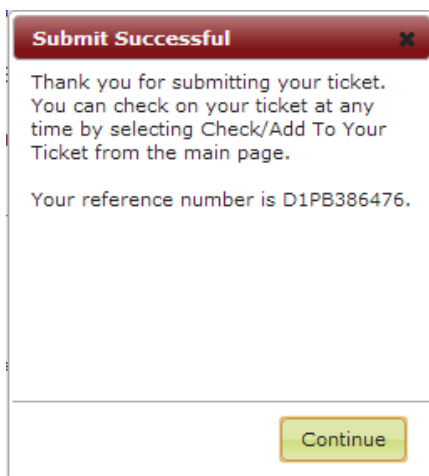 Submit Successful
Thank you for submitting your ticket.
You can check on your ticket at any
time by selecting Check/Add To Your
Ticket from the main page.
Your reference number is D1PB386476.
Continue